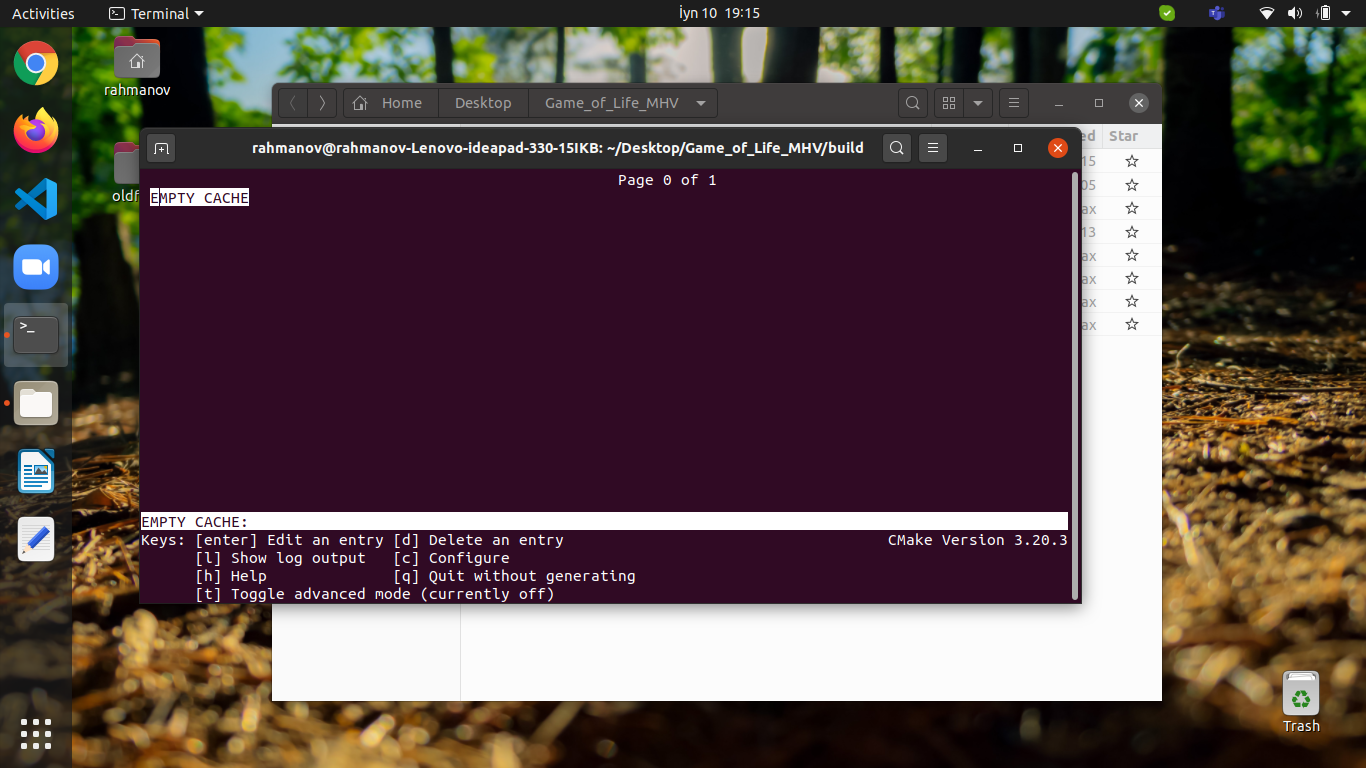 Activities
Terminal
İyn 10 19:15
rahmanov
oldf
Home
Desktop
Game_of_Life_MHV
ed
Star
15
05
ax
13
ax
ax
ax
ax
rahmanov@rahmanov-Lenovo-ideapad-330-15IKB: ~/Desktop/Game_of_Life_MHV/build
Page 0 of 1
EMPTY CACHE
EMPTY CACHE:
Keys: [enter] Edit an entry [d] Delete an entry CMake Version 3.20.3
[l] Show log output [c] Configure
[h] Help [q] Quit without generating
[t] Toggle advanced mode (currently off)
Trash